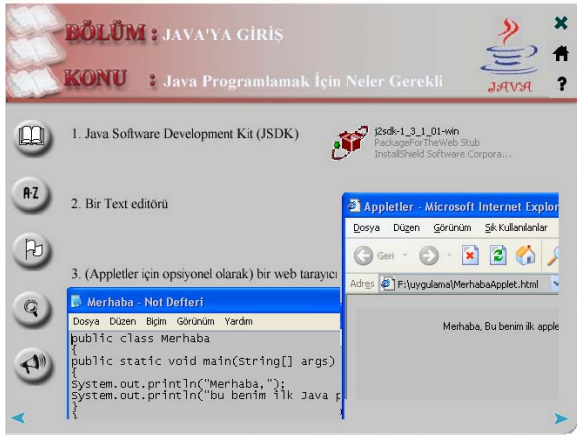 BÖLÜM : JAVA'YA GİRİŞ
KONU : Java Programlamak İçin Neler Gerekli
JAVA
?
1. Java Software Development Kit (JSDK)
j2sdk-1_3_1_01-win
PackageForTheWeb Stub
InstallShield Software Corpora...
A-Z
2. Bir Text editörü
Appletler - Microsoft Internet Explor
Dosya Düzen Görünüm Sık Kullanılanlar
Geri
Adres F:\uygulama\MerhabaApplet.html
Merhaba, Bu benim ilk apple
3. (Appletler için opsiyonel olarak) bir web tarayıcı
Merhaba - Not Defteri
Dosya Düzen Biçim Görünüm Yardım
public class Merhaba
{
public static void main(String[] args)
{
System.out.println("Merhaba,");
System.out.println("bu benim ilk Java p
}
}